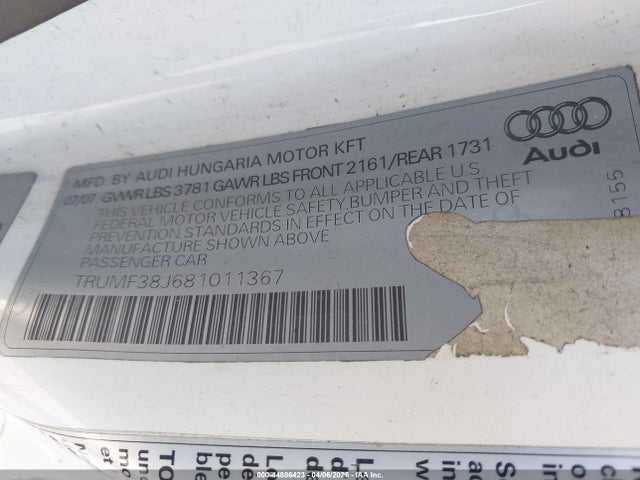 MFD. BY AUDI HUNGARIA MOTOR KFT
07/07 GVWR LBS 3781 GAWR LBS FRONT 2161/REAR 1731
THIS VEHICLE CONFORMS TO ALL APPLICABLE U.S
FEDERAL MOTOR VEHICLE SAFETY, BUMPER AND THEFT
PREVENTION STANDARDS IN EFFECT ON THE DATE OF
MANUFACTURE SHOWN ABOVE
PASSENGER CAR
TRUMF38J681011367
Audi
8155
000-44806423 - 04/06/2026 - IAA Inc.